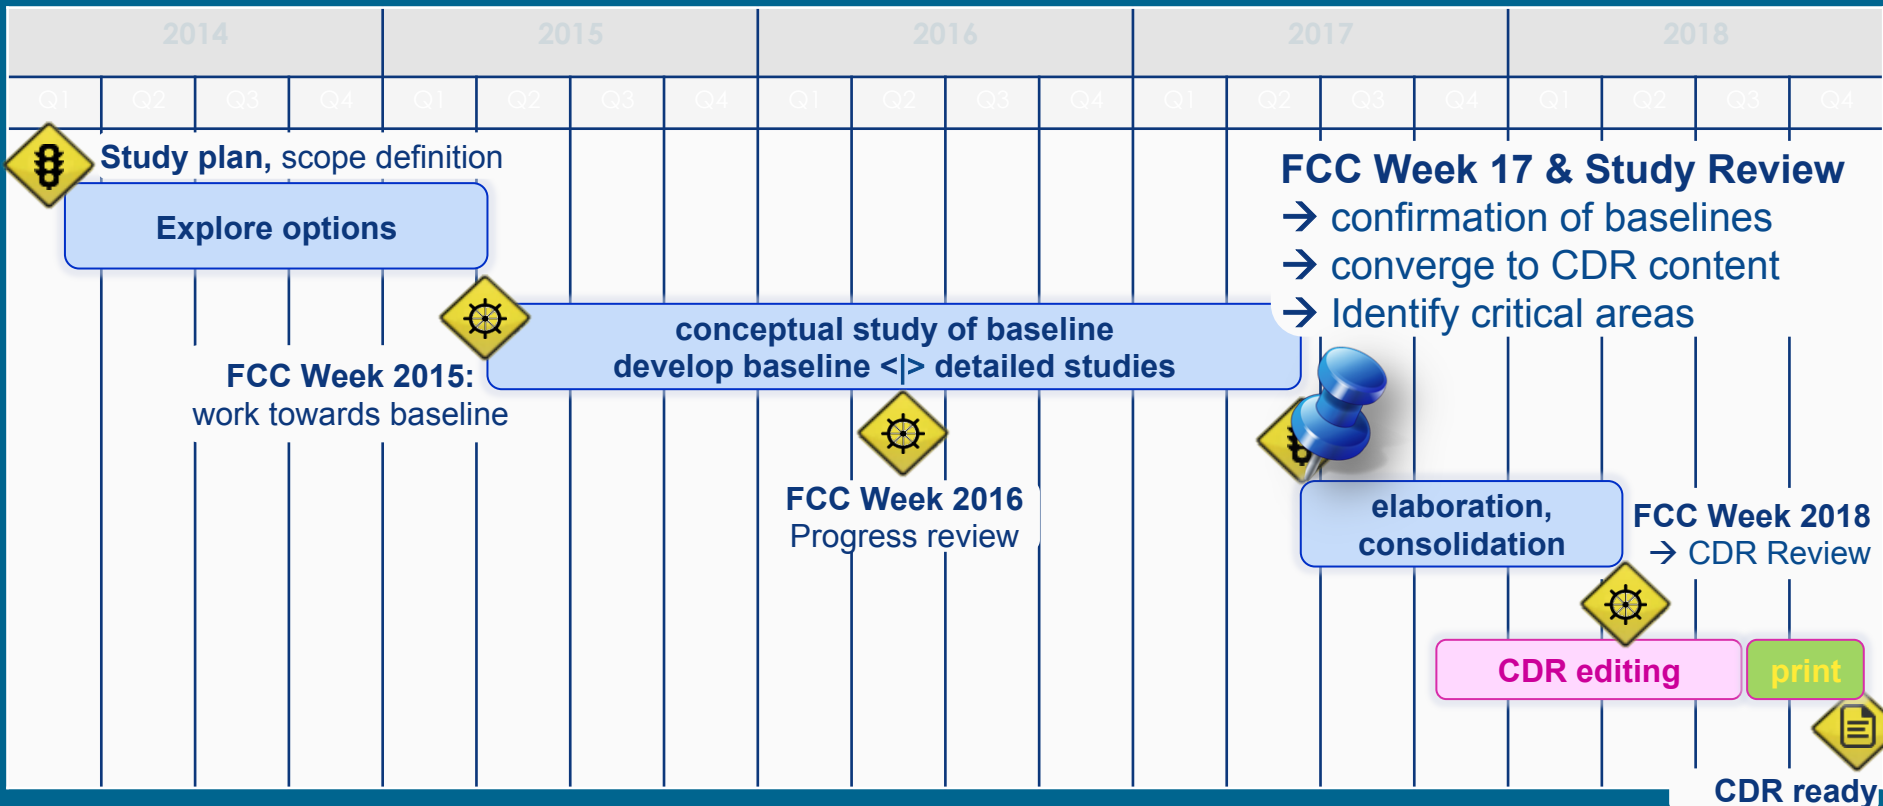 2014 2015 2016 2017 2018
Q1 Q2 Q3 Q4 Q1 Q2 Q3 Q4 Q1 Q2 Q3 Q4 Q1 Q2 Q3 Q4 Q1 Q2 Q3 Q4
Study plan, scope definition
Explore options
FCC Week 17 & Study Review
→ confirmation of baselines
→ converge to CDR content
→ Identify critical areas
conceptual study of baseline
develop baseline <|> detailed studies
FCC Week 2015:
work towards baseline
FCC Week 2016
Progress review
elaboration,
consolidation
FCC Week 2018
→ CDR Review
CDR editing
print
CDR ready